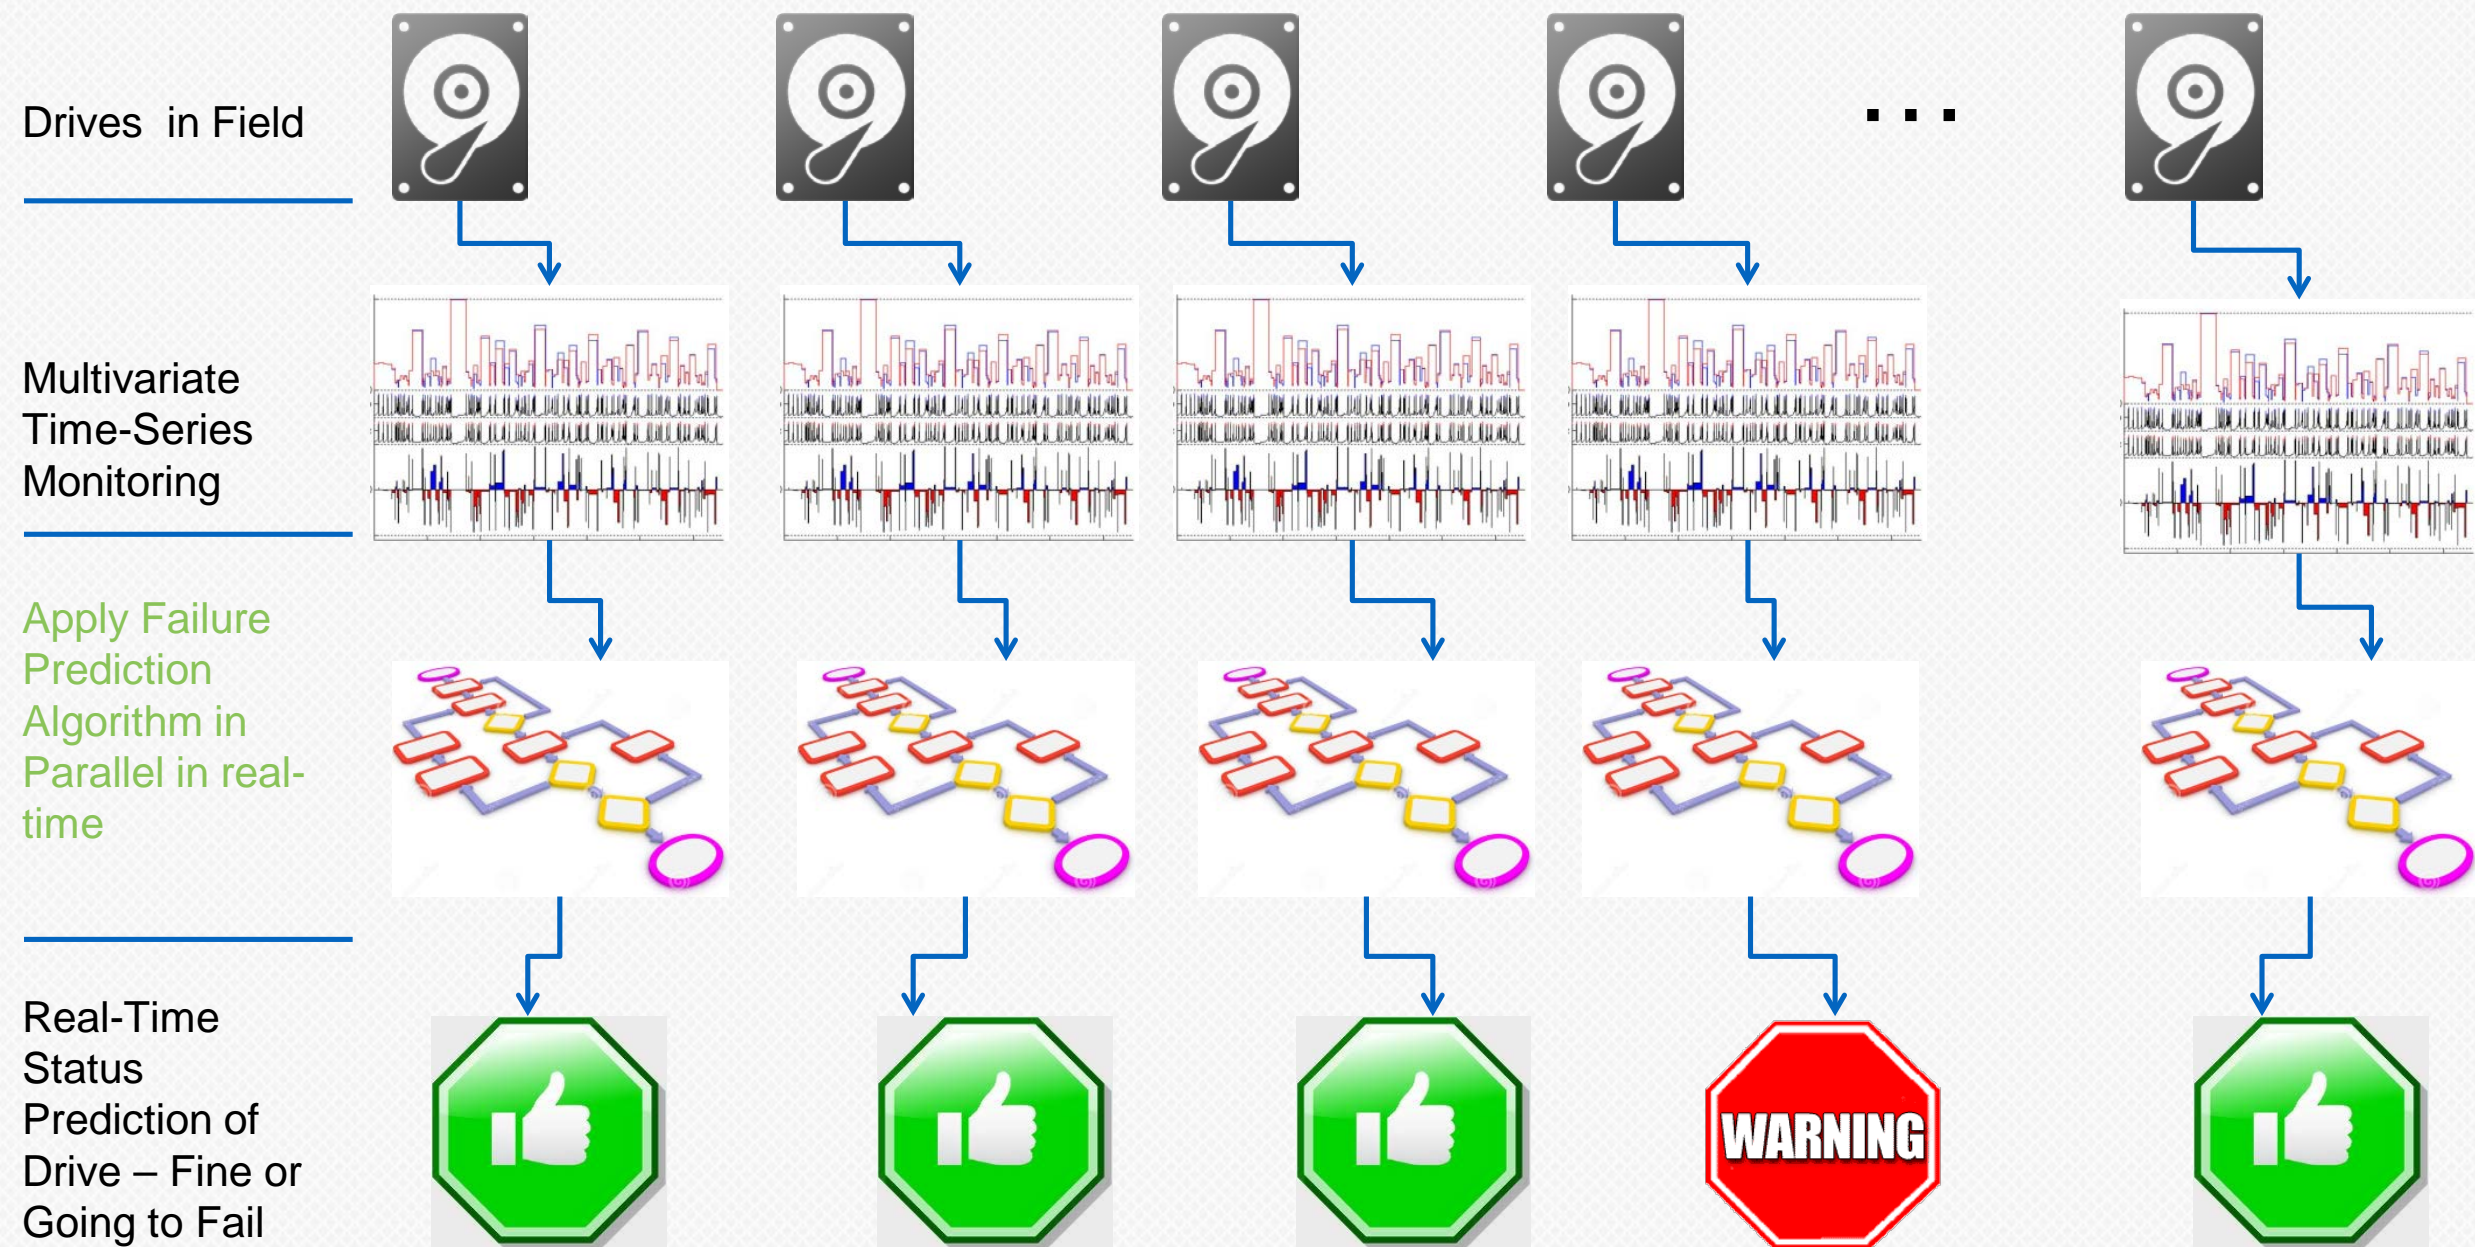 Drives  in Field
. . .
Multivariate
Time-Series
Monitoring
Apply Failure
Prediction
Algorithm in
Parallel in real-
time
Real-Time
Status
Prediction of
Drive – Fine or
Going to Fail
WARNING